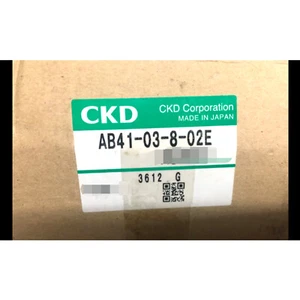 CKD
CKD Corporation
MADE IN JAPAN
AB41-03-8-02E
3612 G